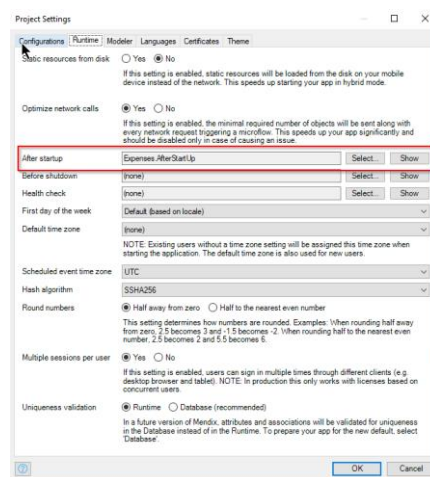 Project Settings
Configurations Runtime Modeler Languages Certificates Theme
Static resources from disk Yes No
If this setting is enabled, static resources will be loaded from the disk on your mobile
device instead of the network. This speeds up starting your app in hybrid mode.
Optimize network calls Yes No
If this setting is enabled, the minimal required number of objects will be sent along with
every network request triggering a microflow. This speeds up your app significantly and
should be disabled only in case of causing an issue.
After startup Expenses.AfterStartUp Select... Show
Before shutdown (none) Select... Show
Health check (none) Select... Show
First day of the week Default (based on locale)
Default time zone (none)
NOTE: Existing users without a time zone setting will be assigned this time zone when
starting the application. The default time zone is also used for new users.
Scheduled event time zone UTC
Hash algorithm SSHA256
Round numbers Half away from zero Half to the nearest even number
This setting determines how numbers are rounded. Examples: When rounding half away
from zero, 2.5 becomes 3 and -1.5 becomes -2. When rounding half to the nearest even
number, 2.5 becomes 2 and 5.5 becomes 6.
Multiple sessions per user Yes No
If this setting is enabled, users can sign in multiple times through different clients (e.g.
desktop browser and tablet). NOTE: In production this only works with licenses based on
concurrent users.
Uniqueness validation Runtime Database (recommended)
In a future version of Mendix, attributes and associations will be validated for uniqueness
in the Database instead of in the Runtime. To prepare your app for the new default, select
'Database'.
OK Cancel